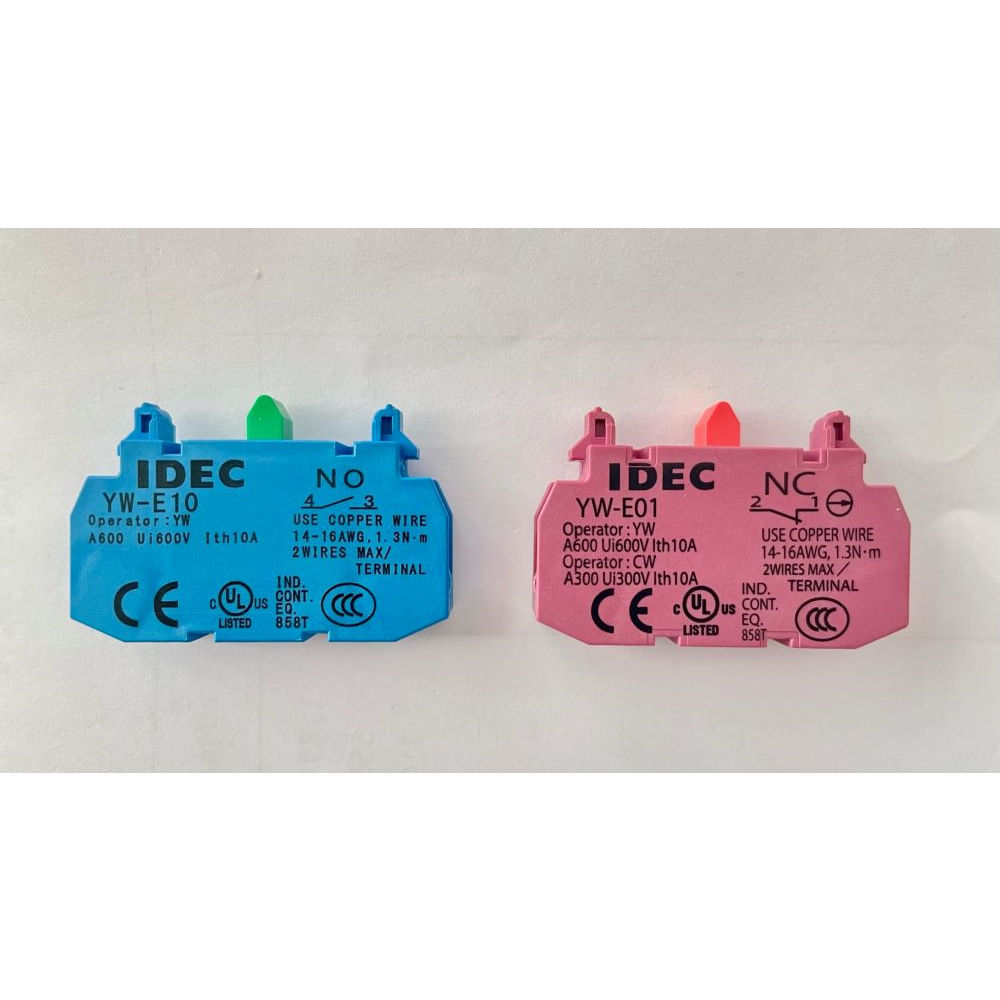 IDEC
NO
YW-E10
4 3
Operator:YW
A600 Ui600V Ith10A
USE COPPER WIRE
14-16AWG, 1.3N·m
2WIRES MAX/
TERMINAL
CE
C UL US
LISTED
IND.
CONT.
EQ.
858T
CCC
IDEC
NC
YW-E01
2 1
Operator:YW
A600 Ui600V Ith10A
Operator:CW
A300 Ui300V Ith10A
USE COPPER WIRE
14-16AWG, 1.3N·m
2WIRES MAX/
TERMINAL
CE
C UL US
LISTED
IND.
CONT.
EQ.
858T
CCC